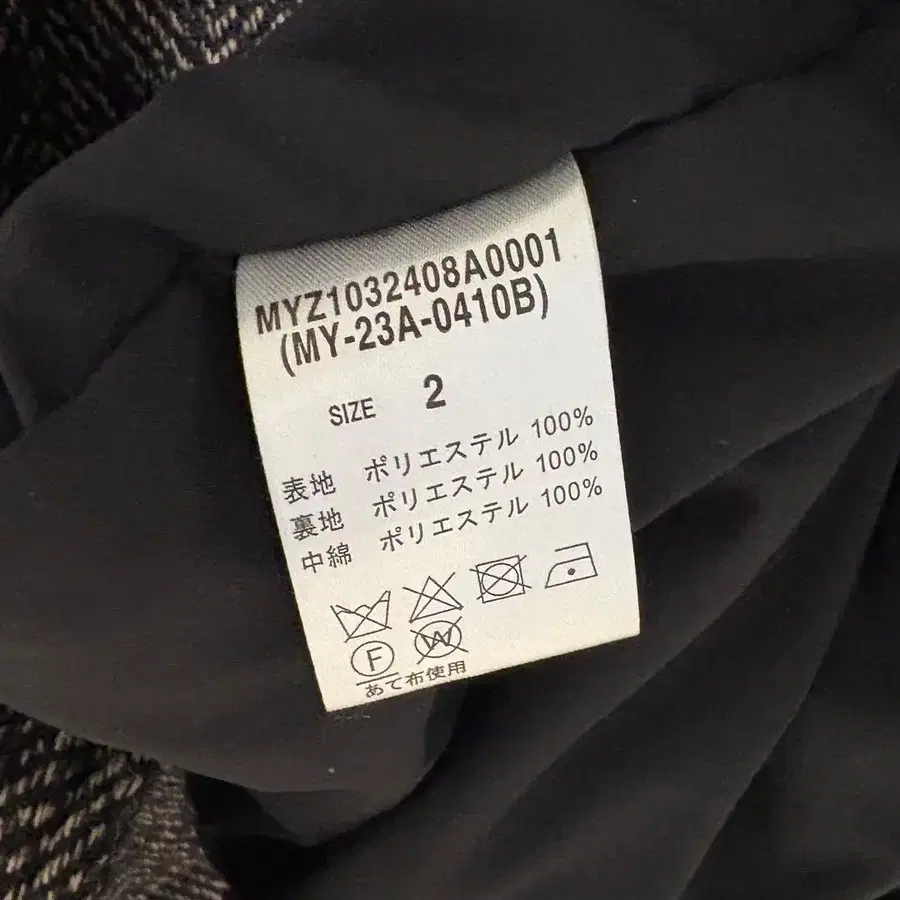 MYZ1032408A0001
(MY-23A-0410B)
SIZE 2
表地 ポリエステル 100%
裏地 ポリエステル 100%
中綿 ポリエステル 100%
F W
あて布使用